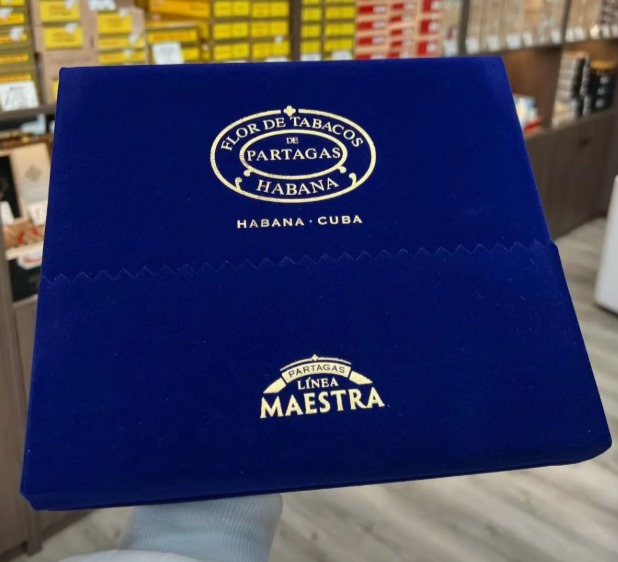 FLOR DE TABACOS
DE
PARTAGAS
HABANA
HABANA · CUBA
PARTAGAS
LÍNEA
MAESTRA